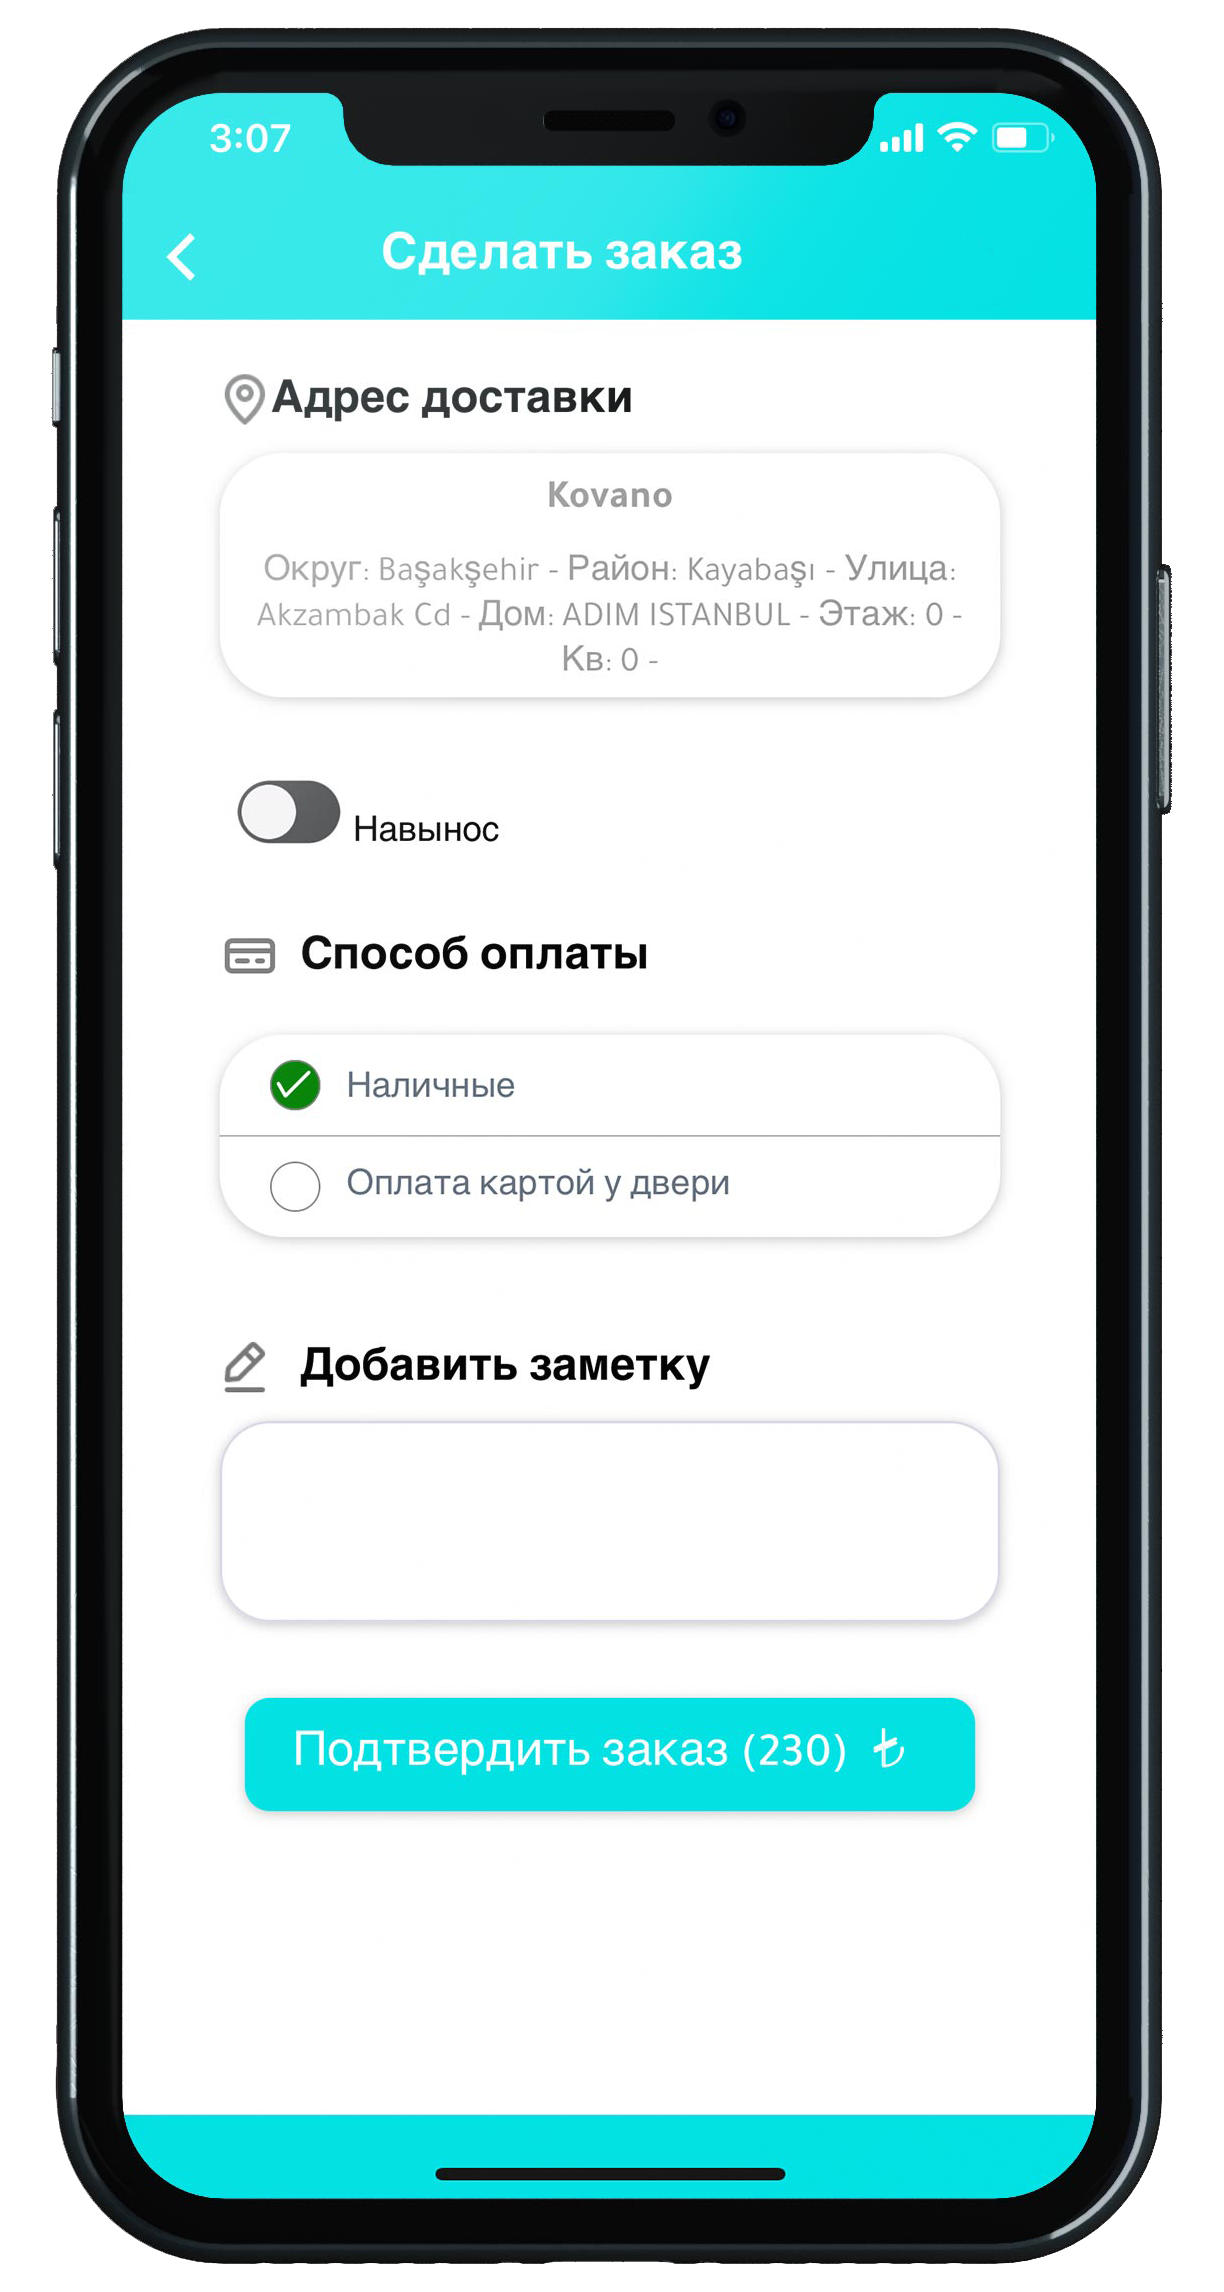 3:07
Сделать заказ
Адрес доставки
Kovano
Округ: Başakşehir - Район: Kayabaşı - Улица:
Akzambak Cd - Дом: ADIM ISTANBUL - Этаж: 0 -
Кв: 0 -
Навынос
Способ оплаты
Наличные
Оплата картой у двери
Добавить заметку
Подтвердить заказ (230) ₺